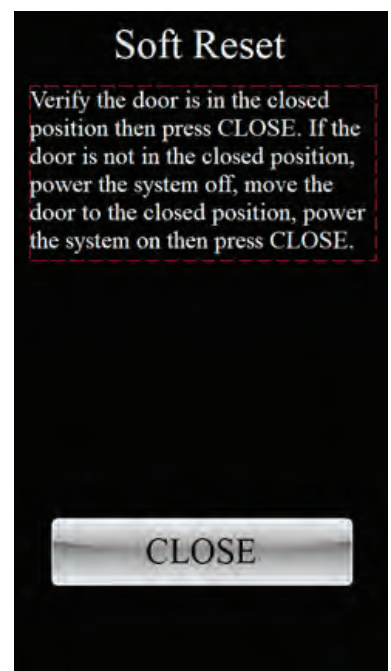 Soft Reset
Verify the door is in the closed
position then press CLOSE. If the
door is not in the closed position,
power the system off, move the
door to the closed position, power
the system on then press CLOSE.
CLOSE